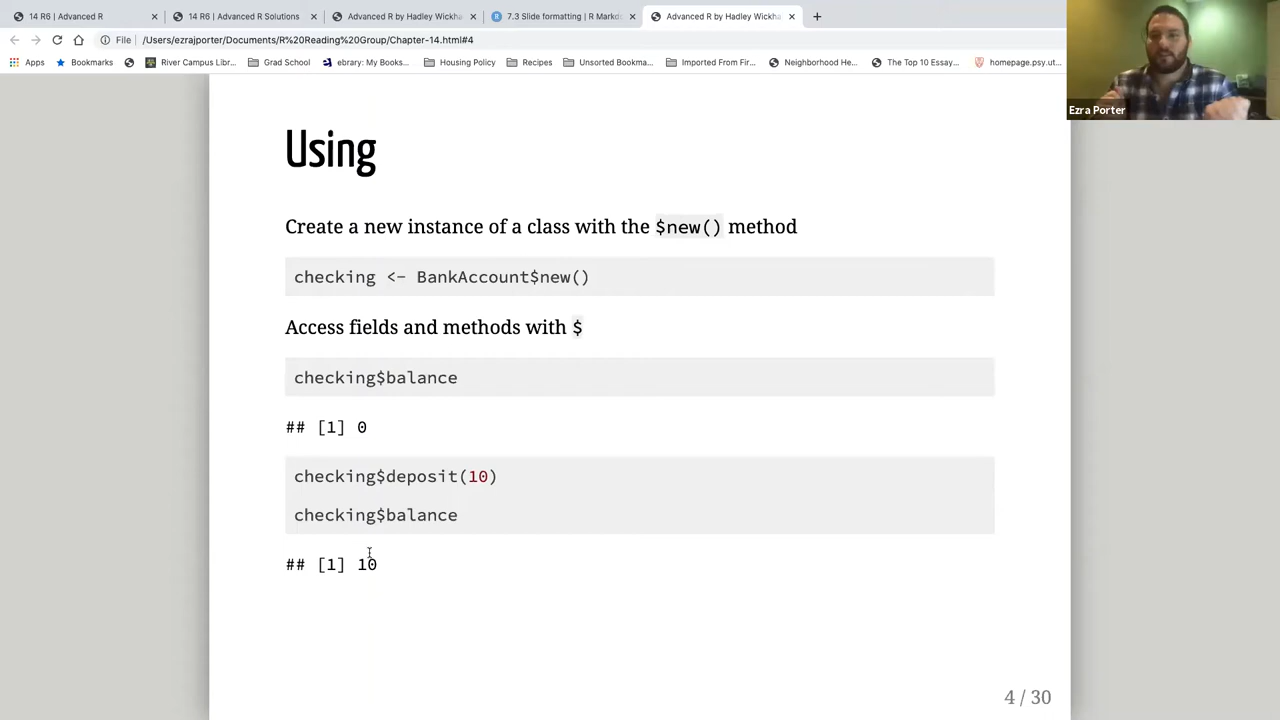 14 R6 | Advanced R
14 R6 | Advanced R Solutions
Advanced R by Hadley Wickha
7.3 Slide formatting | R Markdo
Advanced R by Hadley Wickha
File
/Users/ezrajporter/Documents/R%20Reading%20Group/Chapter-14.html#4
Apps
Bookmarks
River Campus Libr...
Grad School
ebrary: My Books...
Housing Policy
Recipes
Unsorted Bookma...
Imported From Fir...
Neighborhood He...
The Top 10 Essay...
homepage.psy.ut...
Ezra Porter
Using
Create a new instance of a class with the $new() method
checking <- BankAccount$new()
Access fields and methods with $
checking$balance
## [1] 0
checking$deposit(10)
checking$balance
## [1] 10
4 / 30